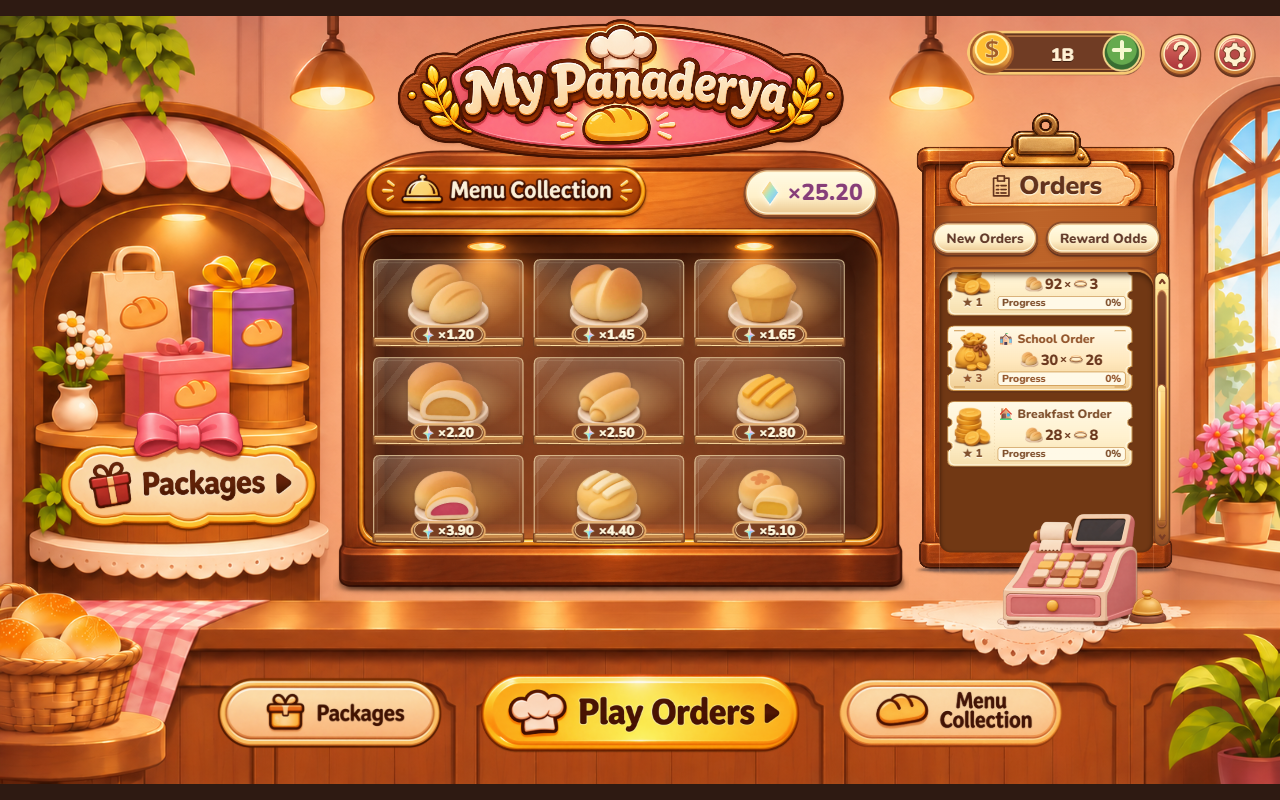 My Panaderya
$
1B
+
?
Menu Collection
×25.20
×1.20
×1.45
×1.65
×2.20
×2.50
×2.80
×3.90
×4.40
×5.10
Orders
New Orders
Reward Odds
92× 3
★ 1
Progress 0%
School Order
30× 26
★ 3
Progress 0%
Breakfast Order
28× 8
★ 1
Progress 0%
Packages
Packages
Play Orders
Menu
Collection